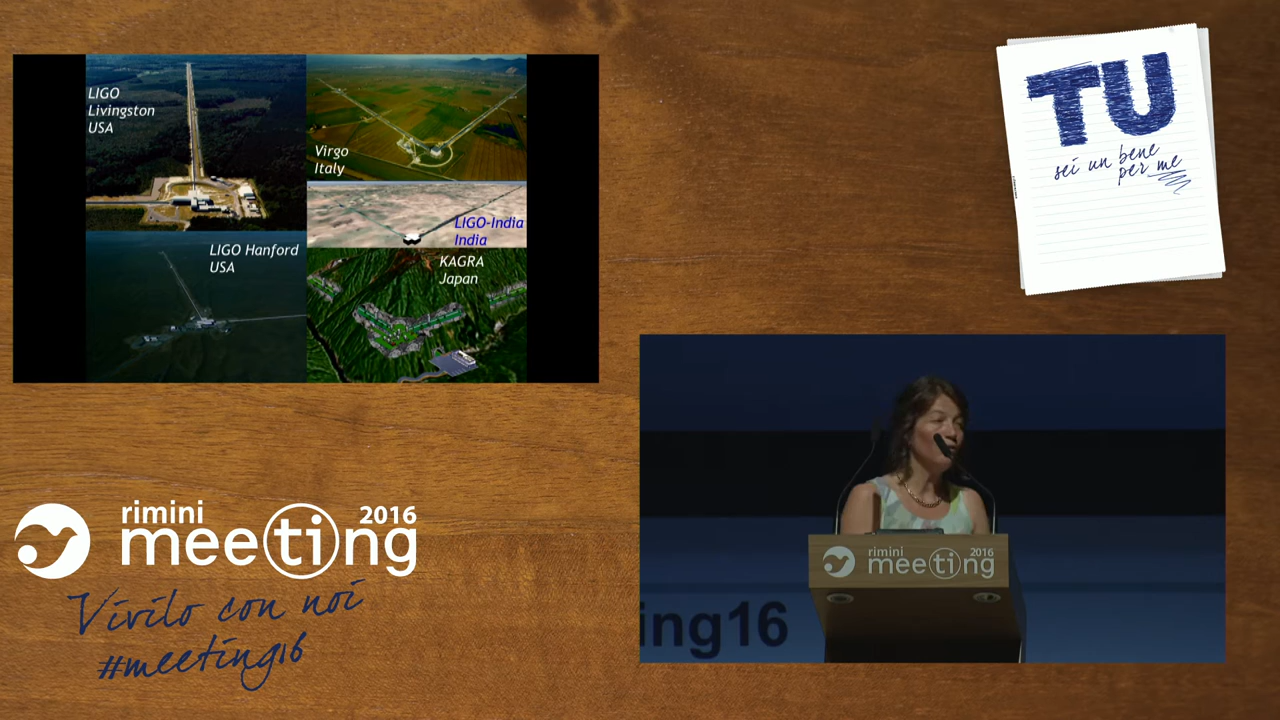 LIGO
Livingston
USA
Virgo
Italy
LIGO-India
India
LIGO Hanford
USA
KAGRA
Japan
TU
sei un bene
per me
rimini
meeting
2016
Vivilo con noi
#meeting16
rimini
meeting
2016
ing16